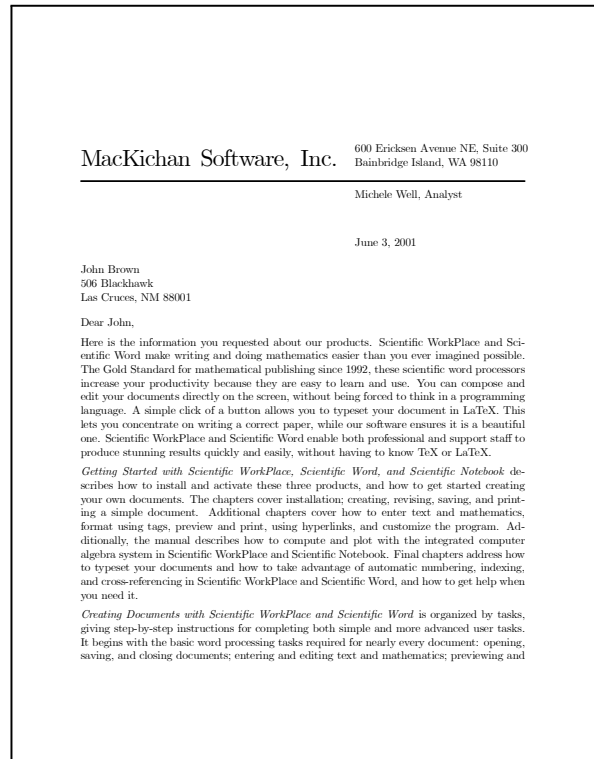 MacKichan Software, Inc.
600 Ericksen Avenue NE, Suite 300
Bainbridge Island, WA 98110
Michele Well, Analyst
June 3, 2001
John Brown
506 Blackhawk
Las Cruces, NM 88001
Dear John,
Here is the information you requested about our products. Scientific WorkPlace and Sci-
entific Word make writing and doing mathematics easier than you ever imagined possible.
The Gold Standard for mathematical publishing since 1992, these scientific word processors
increase your productivity because they are easy to learn and use. You can compose and
edit your documents directly on the screen, without being forced to think in a programming
language. A simple click of a button allows you to typeset your document in LaTeX. This
lets you concentrate on writing a correct paper, while our software ensures it is a beautiful
one. Scientific WorkPlace and Scientific Word enable both professional and support staff to
produce stunning results quickly and easily, without having to know TeX or LaTeX.
Getting Started with Scientific WorkPlace, Scientific Word, and Scientific Notebook de-
scribes how to install and activate these three products, and how to get started creating
your own documents. The chapters cover installation; creating, revising, saving, and print-
ing a simple document. Additional chapters cover how to enter text and mathematics,
format using tags, preview and print, using hyperlinks, and customize the program. Ad-
ditionally, the manual describes how to compute and plot with the integrated computer
algebra system in Scientific WorkPlace and Scientific Notebook. Final chapters address how
to typeset your documents and how to take advantage of automatic numbering, indexing,
and cross-referencing in Scientific WorkPlace and Scientific Word, and how to get help when
you need it.
Creating Documents with Scientific WorkPlace and Scientific Word is organized by tasks,
giving step-by-step instructions for completing both simple and more advanced user tasks.
It begins with the basic word processing tasks required for nearly every document: opening,
saving, and closing documents; entering and editing text and mathematics; previewing and